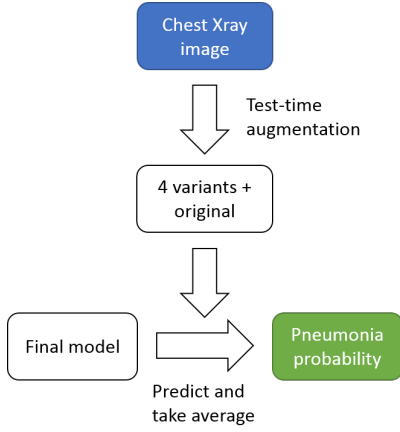 Chest Xray
image
Test-time
augmentation
4 variants +
original
Final model
Pneumonia
probability
Predict and
take average